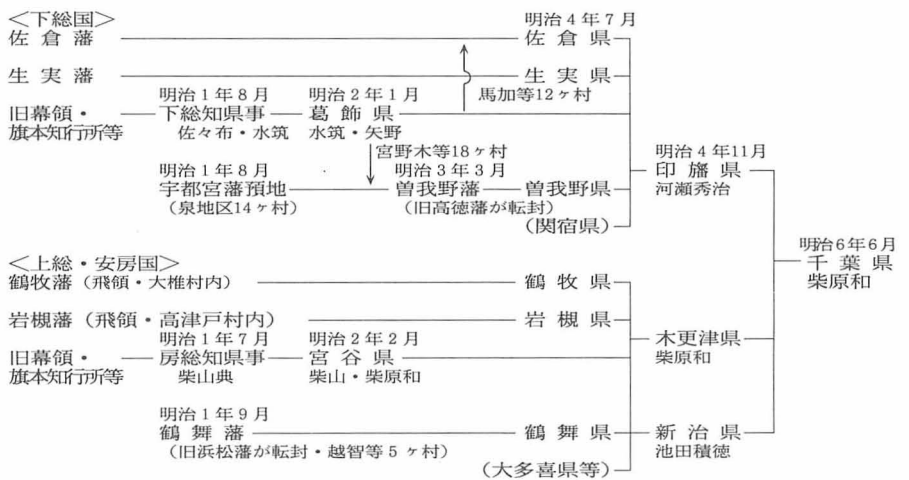 ＜下総国＞
明治４年７月
佐倉藩
佐倉県
生実藩
生実県
明治１年８月
明治２年１月
馬加等12ヶ村
旧幕領・
旗本知行所等
下総知県事
葛飾県
佐々布・水筑
水筑・矢野
宮野木等18ヶ村
明治４年11月
明治１年８月
明治３年３月
印旛県
宇都宮藩預地
曽我野藩
曽我野県
河瀬秀治
（泉地区14ヶ村）
（旧高徳藩が転封）
（関宿県）
明治６年６月
千葉県
柴原和
＜上総・安房国＞
鶴牧藩（飛領・大椎村内）
鶴牧県
岩槻藩（飛領・高津戸村内）
岩槻県
明治１年７月
明治２年２月
木更津県
旧幕領・
旗本知行所等
房総知県事
宮谷県
柴原和
柴山典
柴山・柴原和
明治１年９月
鶴舞藩
鶴舞県
新治県
（旧浜松藩が転封・越智等５ヶ村）
池田積徳
（大多喜県等）